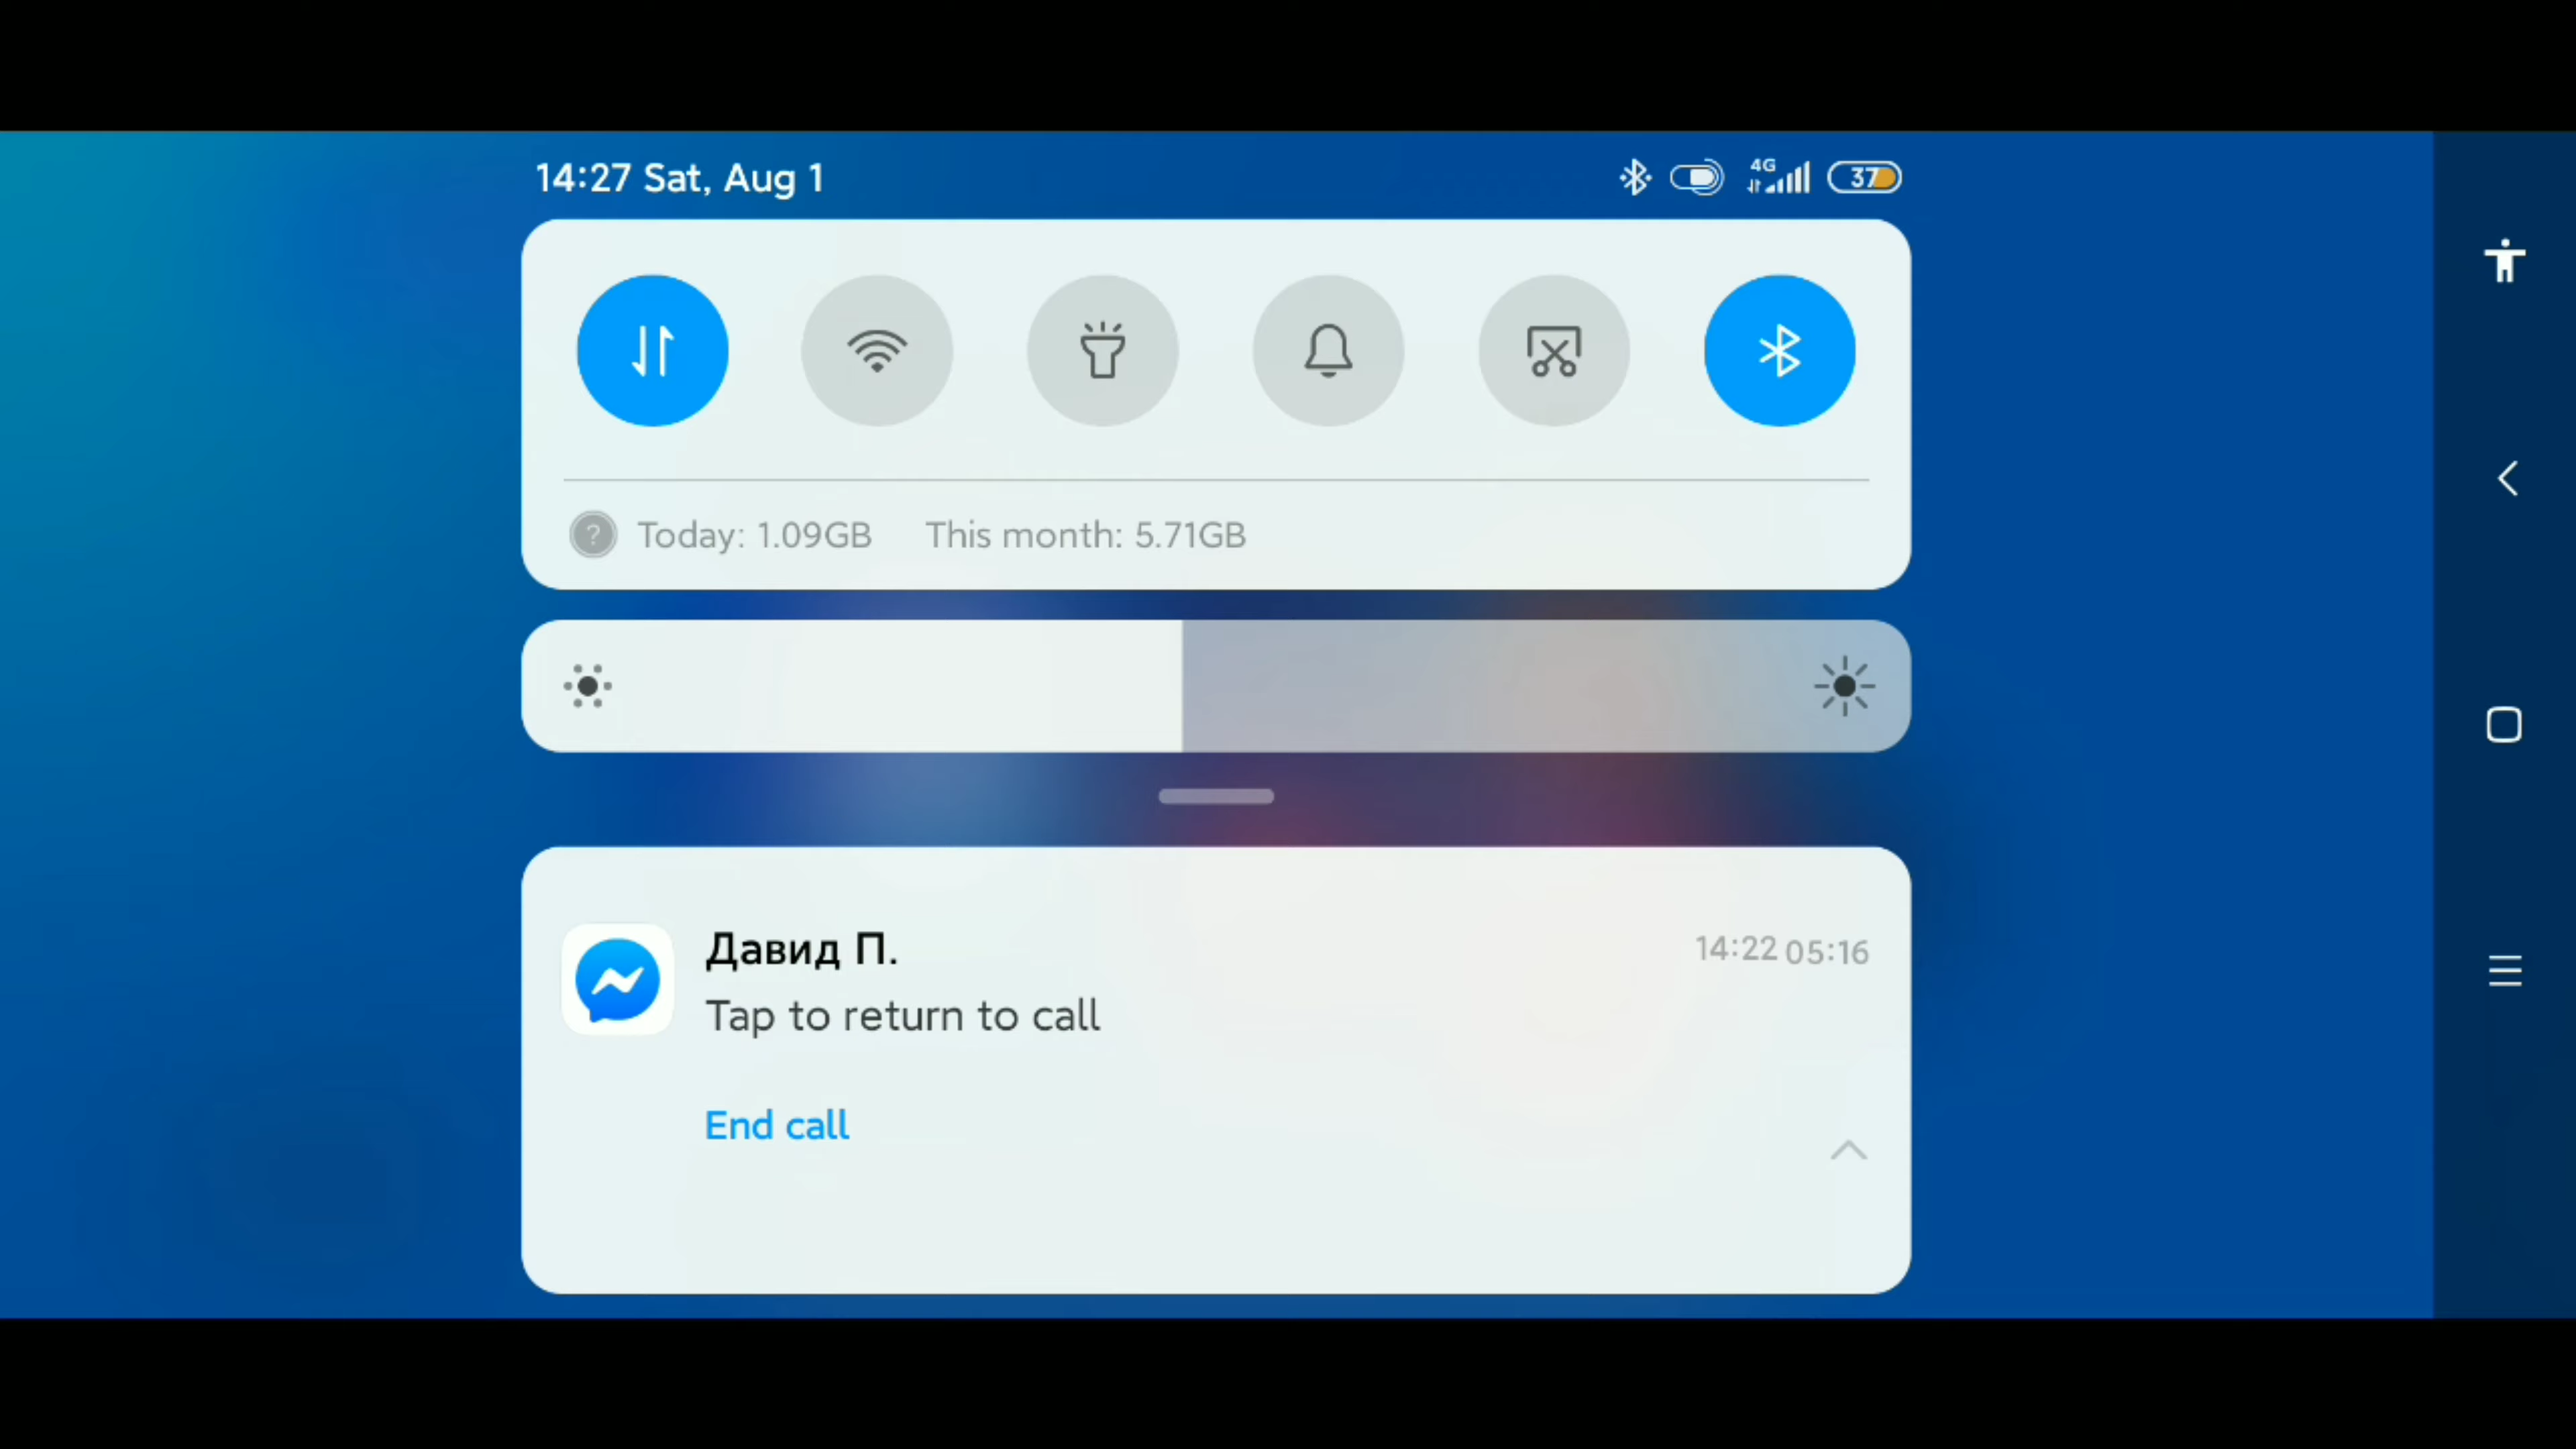 14:27 Sat, Aug 1
4G
37
? Today: 1.09GB This month: 5.71GB
Давид П. 14:22 05:16
Tap to return to call
End call